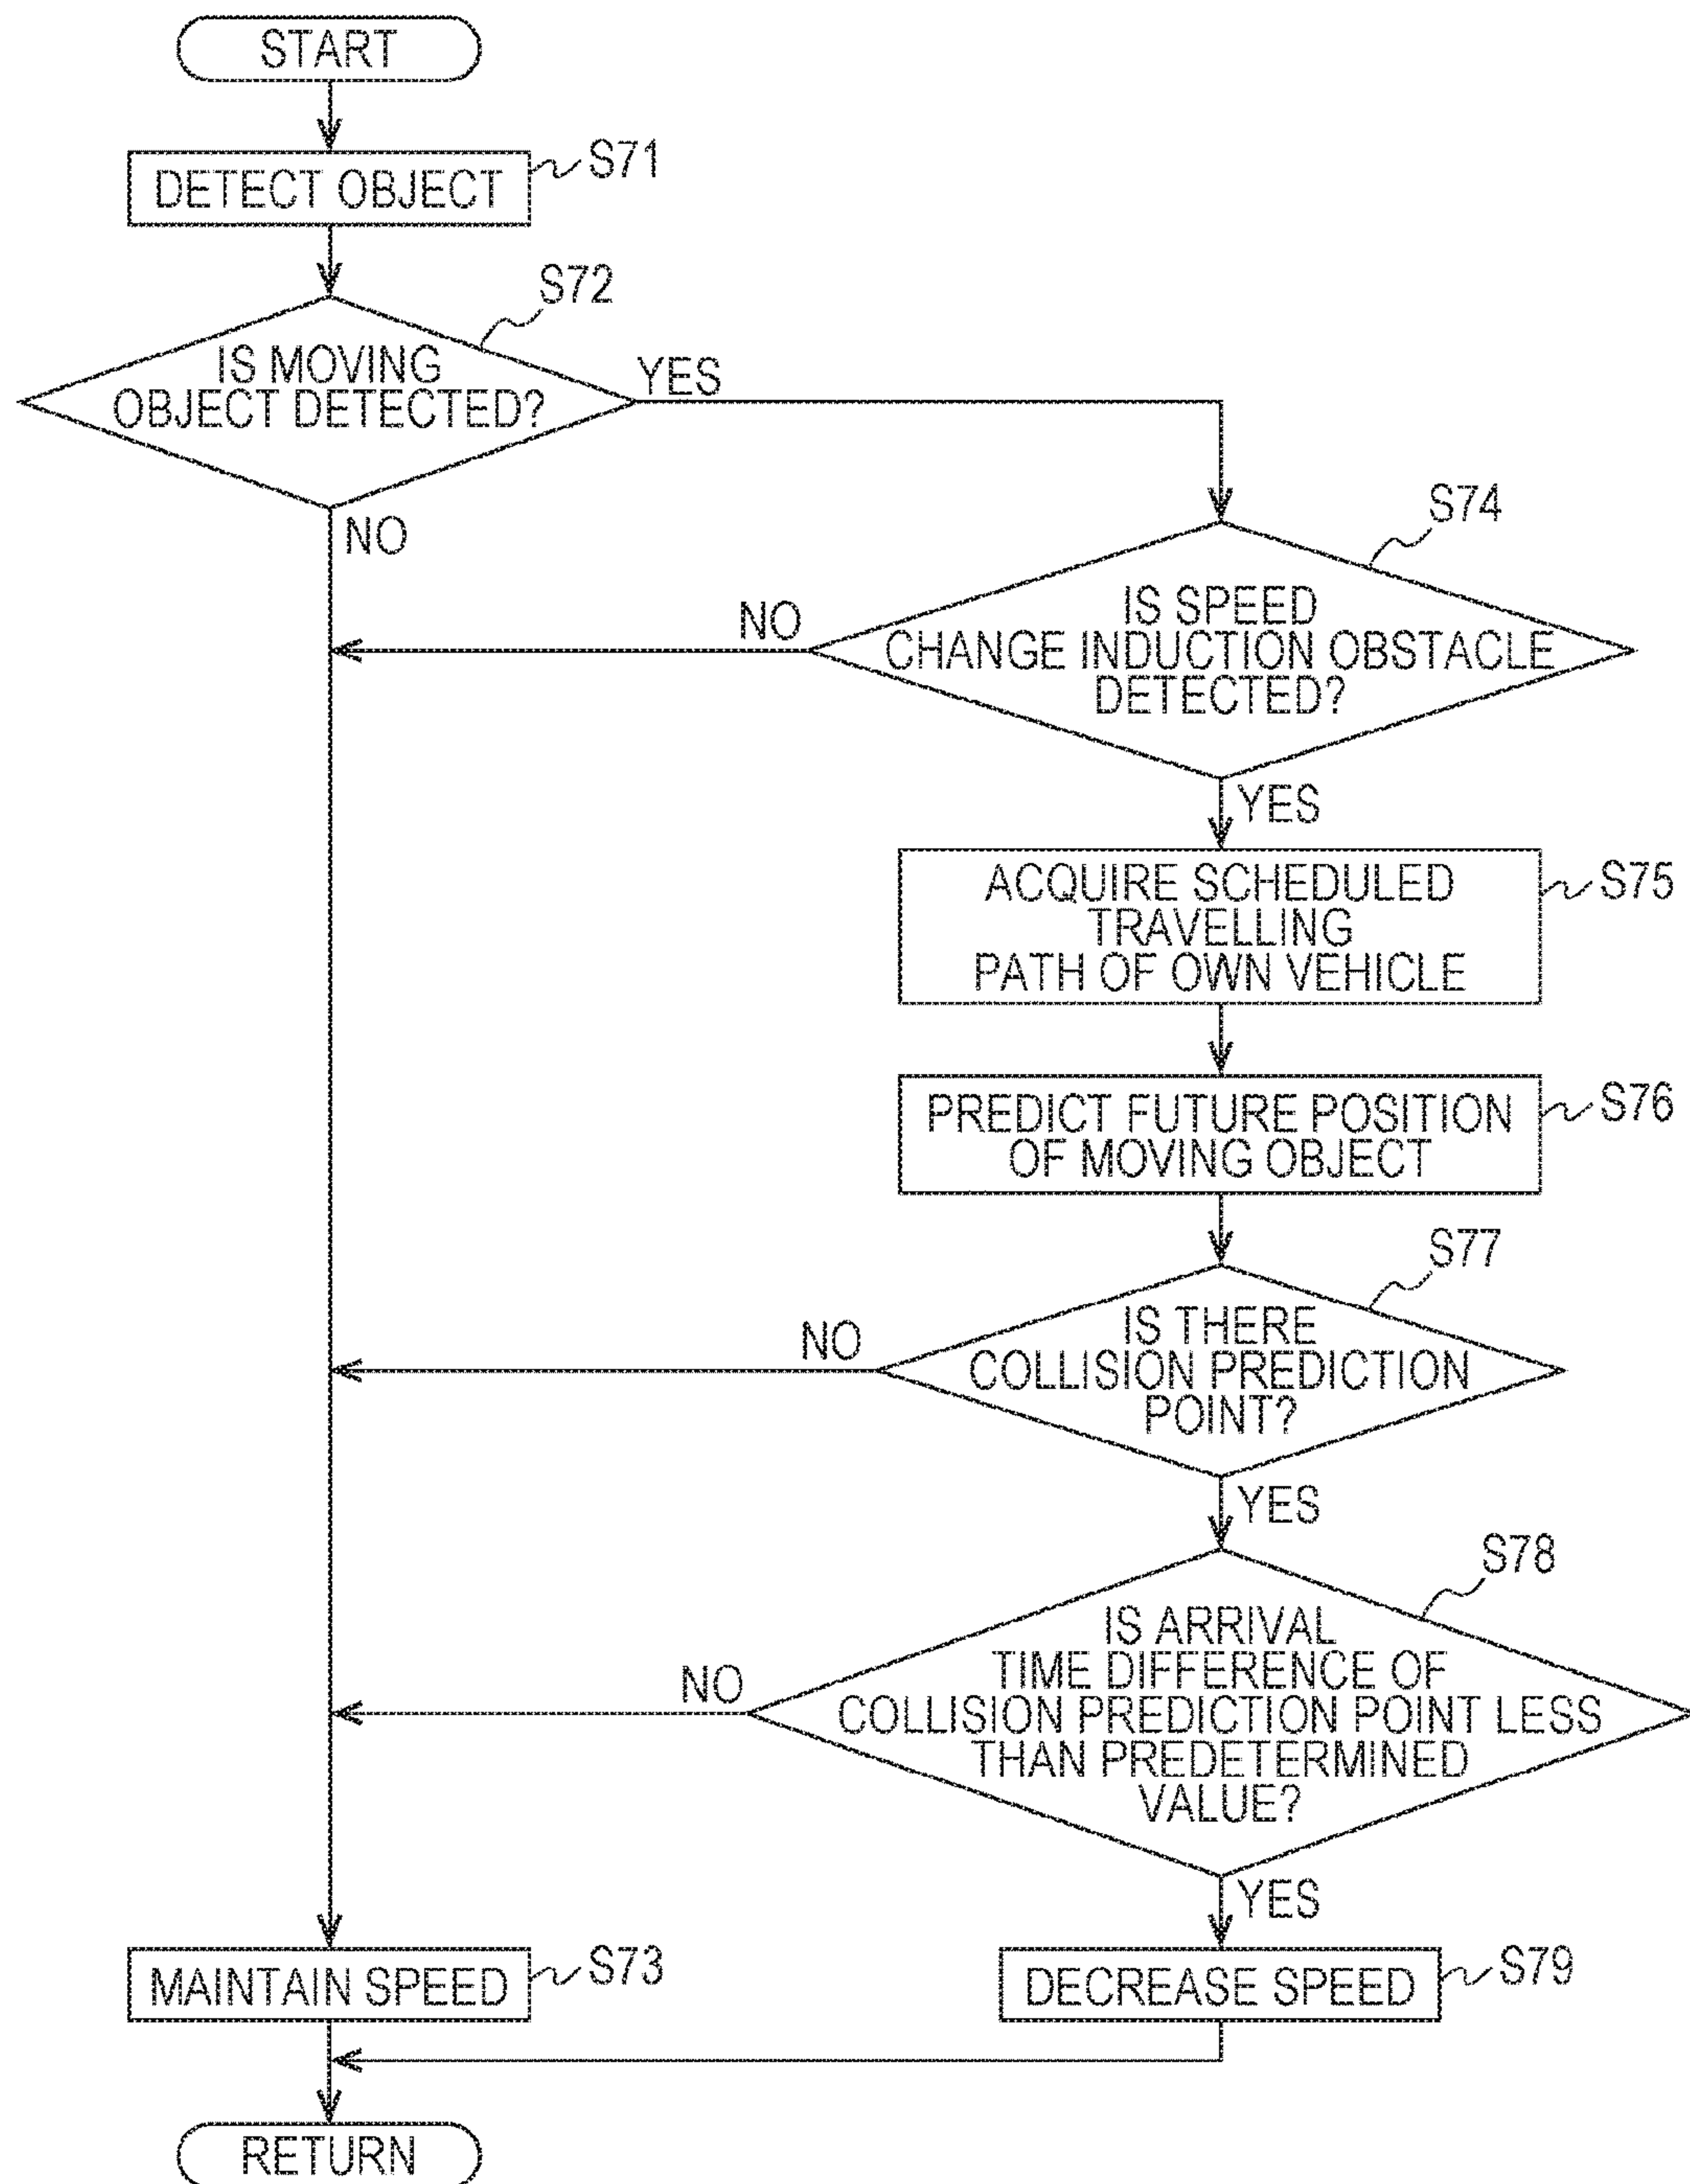 START
DETECT OBJECT
S71
S72
IS MOVING
OBJECT DETECTED?
YES
NO
S74
IS SPEED
CHANGE INDUCTION OBSTACLE
DETECTED?
NO
YES
ACQUIRE SCHEDULED
TRAVELLING
PATH OF OWN VEHICLE
S75
PREDICT FUTURE POSITION
OF MOVING OBJECT
S76
S77
IS THERE
COLLISION PREDICTION
POINT?
NO
YES
S78
IS ARRIVAL
TIME DIFFERENCE OF
COLLISION PREDICTION POINT LESS
THAN PREDETERMINED
VALUE?
NO
YES
MAINTAIN SPEED
S73
DECREASE SPEED
S79
RETURN